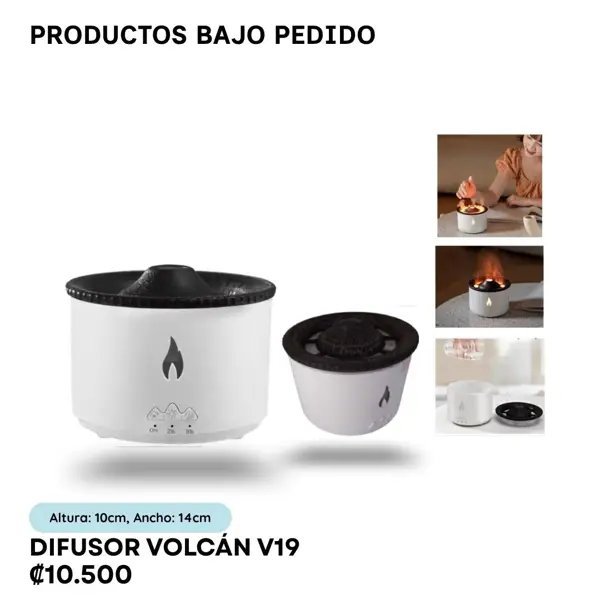 PRODUCTOS BAJO PEDIDO
Altura: 10cm, Ancho: 14cm
DIFUSOR VOLCÁN V19
₡10.500